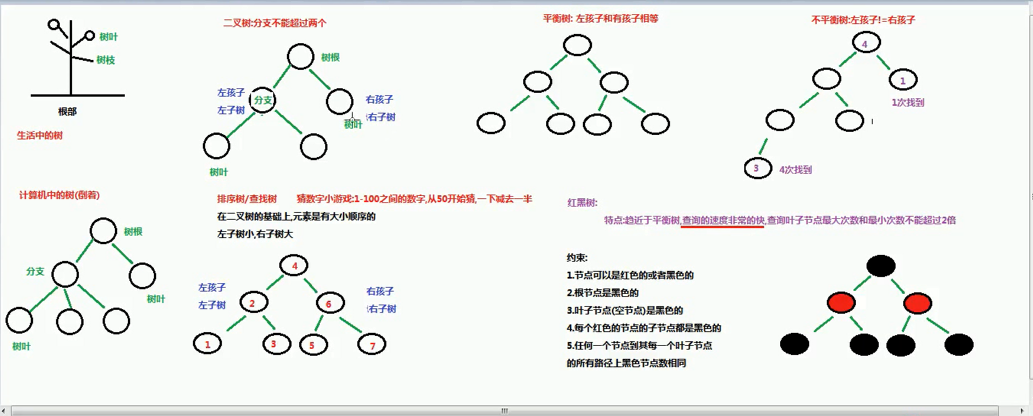 树叶
树枝
根部
生活中的树
二叉树:分支不能超过两个
树根
左孩子
左子树
分支
右孩子
右子树
树叶
树叶
平衡树: 左孩子和有孩子相等
不平衡树:左孩子!=右孩子
4
1
1次找到
3
4次找到
计算机中的树(倒着)
树根
分支
树叶
树叶
排序树/查找树 猜数字小游戏:1-100之间的数字,从50开始猜,一下减去一半
在二叉树的基础上,元素是有大小顺序的
左子树小,右子树大
4
左孩子
左子树
2
6
右孩子
右子树
1
3
5
7
红黑树:
特点:趋近于平衡树,查询的速度非常的快,查询叶子节点是大次数和最小次数不能超过2倍
约束:
1.节点可以是红色的或者黑色的
2.根节点是黑色的
3.叶子节点(空节点)是黑色的
4.每个红色的节点的子节点都是黑色的
5.任何一个节点到其每一个叶子节点
的所有路径上黑色节点数相同